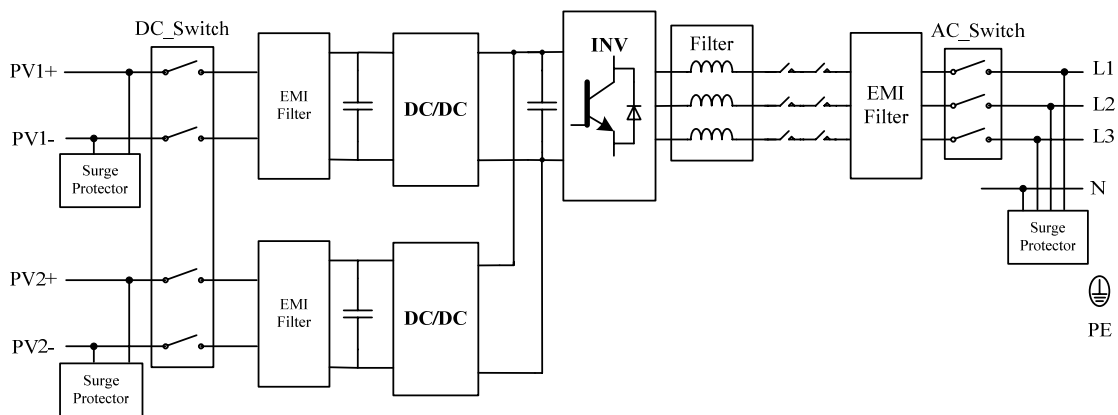 DC_Switch
AC_Switch
INV
Filter
PV1+
PV1-
EMI
Filter
DC/DC
EMI
Filter
L1
L2
L3
N
Surge
Protector
Surge
Protector
PV2+
PV2-
EMI
Filter
DC/DC
PE
Surge
Protector